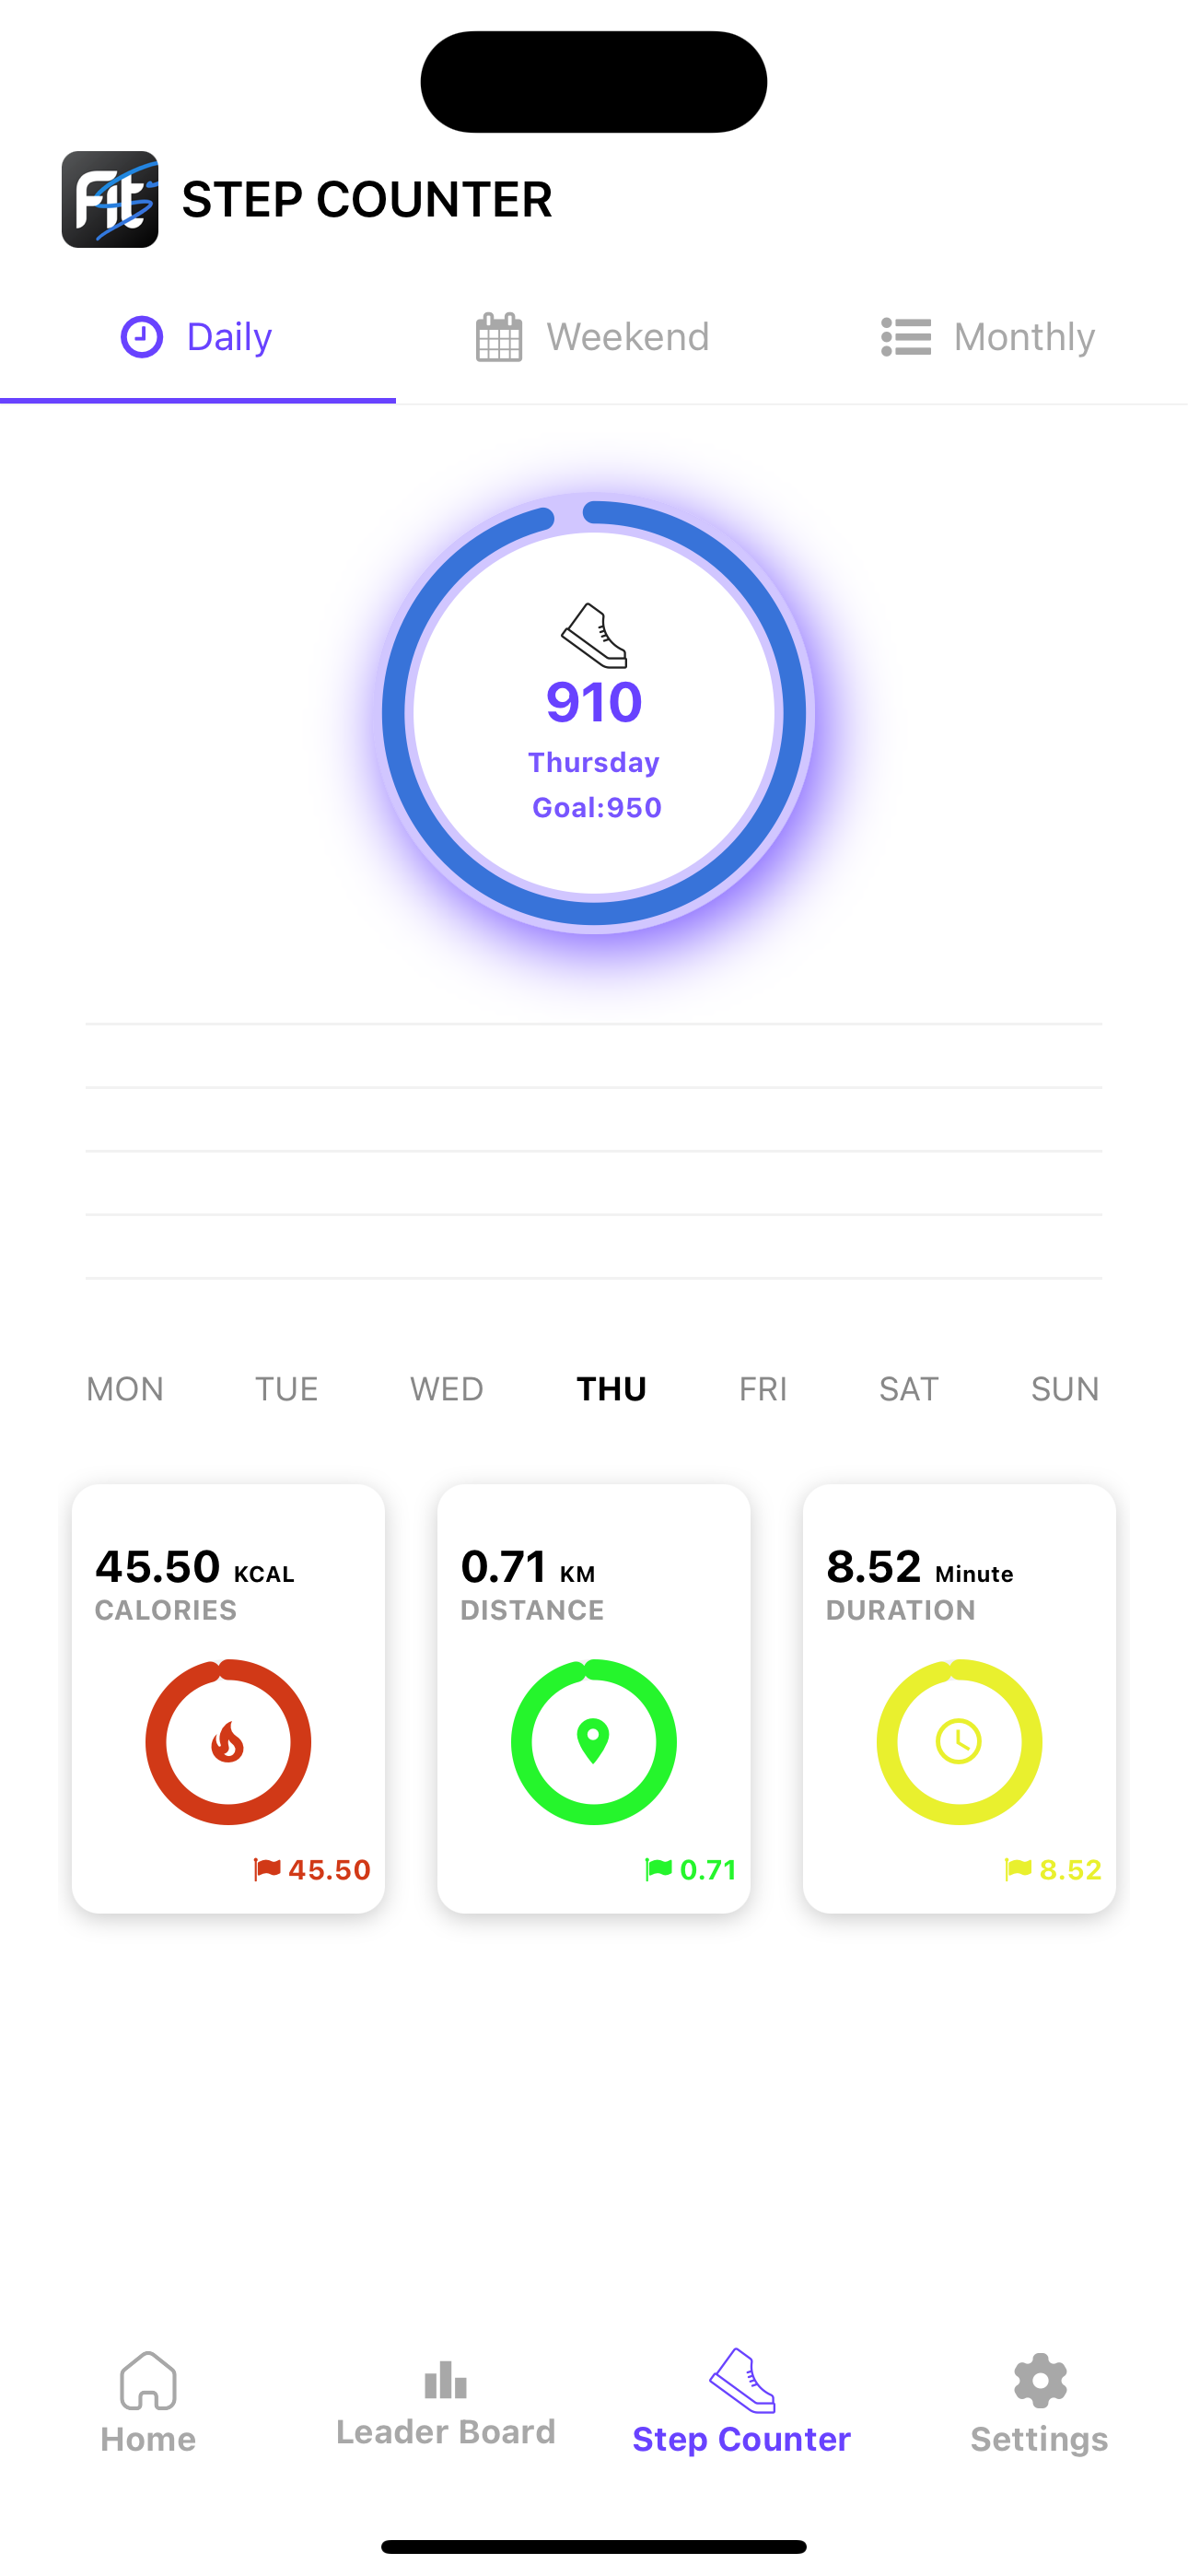 Fit
STEP COUNTER
Daily
Weekend
Monthly
910
Thursday
Goal:950
MON TUE WED THU FRI SAT SUN
45.50 KCAL
CALORIES
45.50
0.71 KM
DISTANCE
0.71
8.52 Minute
DURATION
8.52
Home
Leader Board
Step Counter
Settings